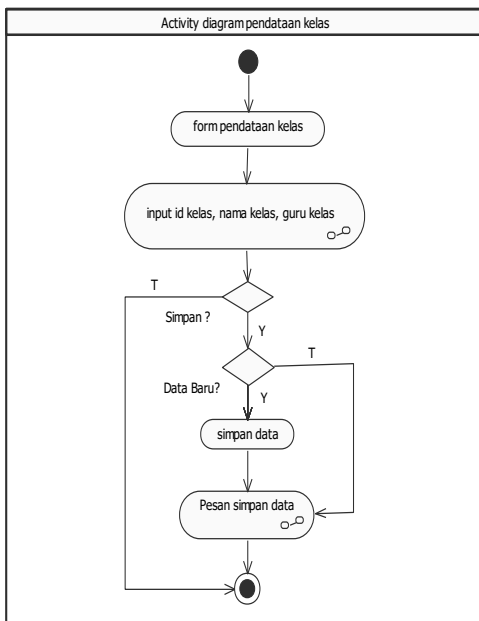 Activity diagram pendataan kelas
form pendataan kelas
input id kelas, nama kelas, guru kelas
T
Simpan ?
Y
T
Data Baru?
Y
simpan data
Pesan simpan data